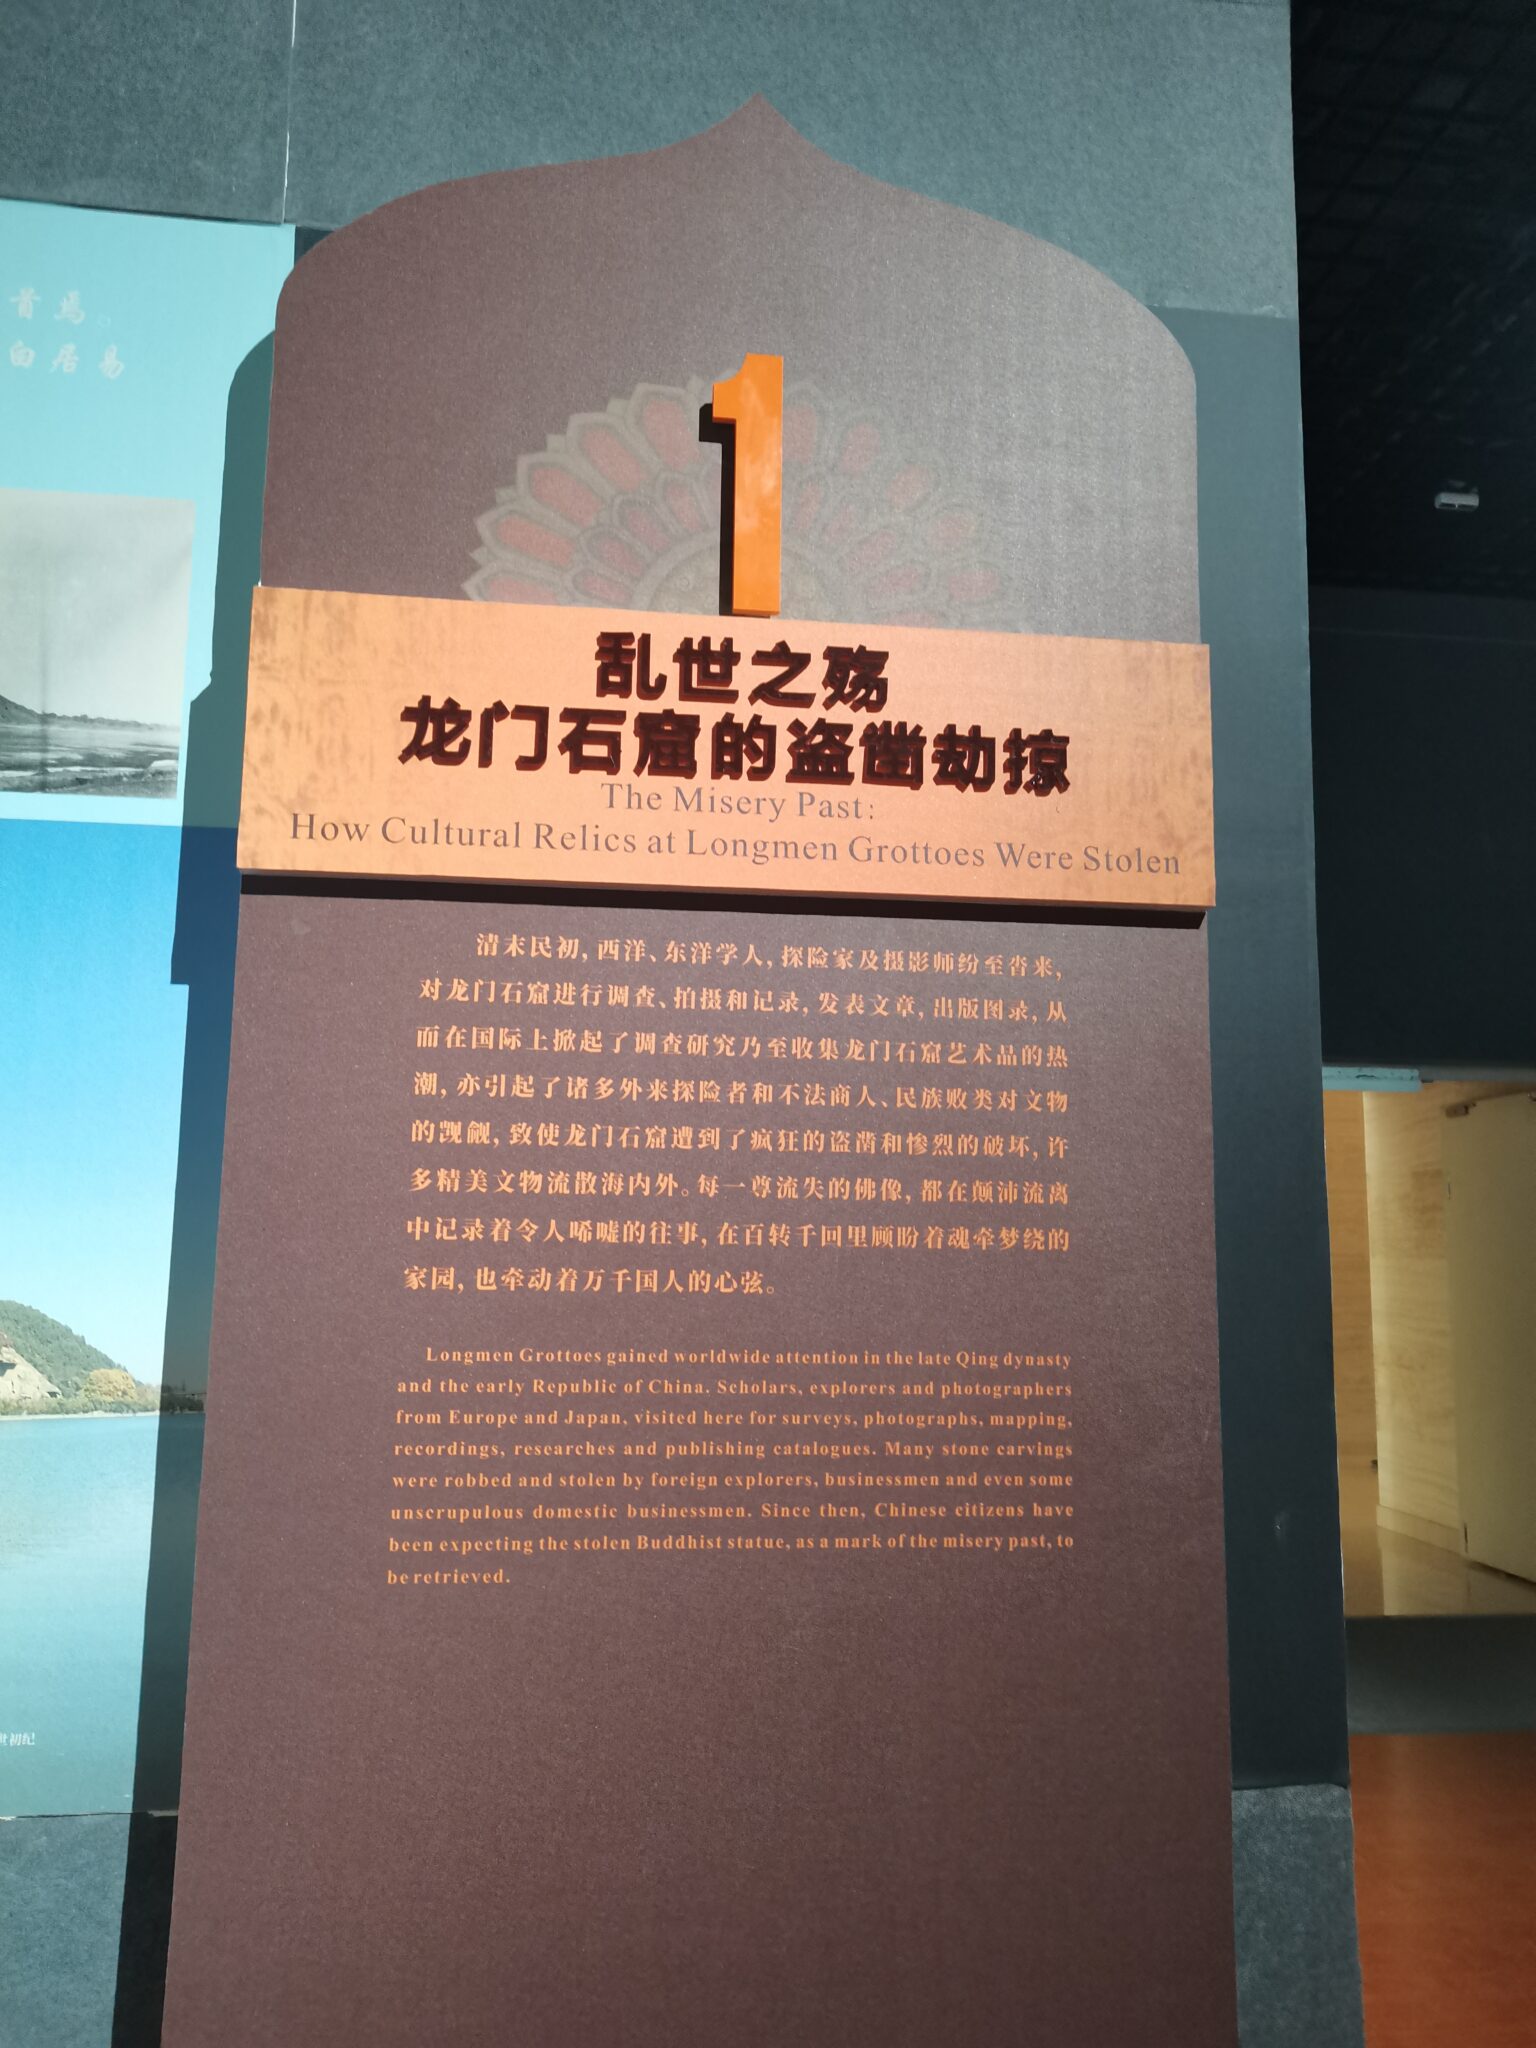 首焉。
白居易
1
乱世之殇
龙门石窟的盗凿劫掠
The Misery Past:
How Cultural Relics at Longmen Grottoes Were Stolen
清末民初,西洋、东洋学人,探险家及摄影师纷至沓来,
对龙门石窟进行调查、拍摄和记录,发表文章,出版图录,从
而在国际上掀起了调查研究乃至收集龙门石窟艺术品的热
潮,亦引起了诸多外来探险者和不法商人、民族败类对文物
的觊觎,致使龙门石窟遭到了疯狂的盗凿和惨烈的破坏,许
多精美文物流散海内外。每一尊流失的佛像,都在颠沛流离
中记录着令人唏嘘的往事,在百转千回里顾盼着魂牵梦绕的
家园,也牵动着万千国人的心弦。
Longmen Grottoes gained worldwide attention in the late Qing dynasty
and the early Republic of China. Scholars, explorers and photographers
from Europe and Japan, visited here for surveys, photographs, mapping,
recordings, researches and publishing catalogues. Many stone carvings
were robbed and stolen by foreign explorers, businessmen and even some
unscrupulous domestic businessmen. Since then, Chinese citizens have
been expecting the stolen Buddhist statue, as a mark of the misery past, to
be retrieved.
世初纪